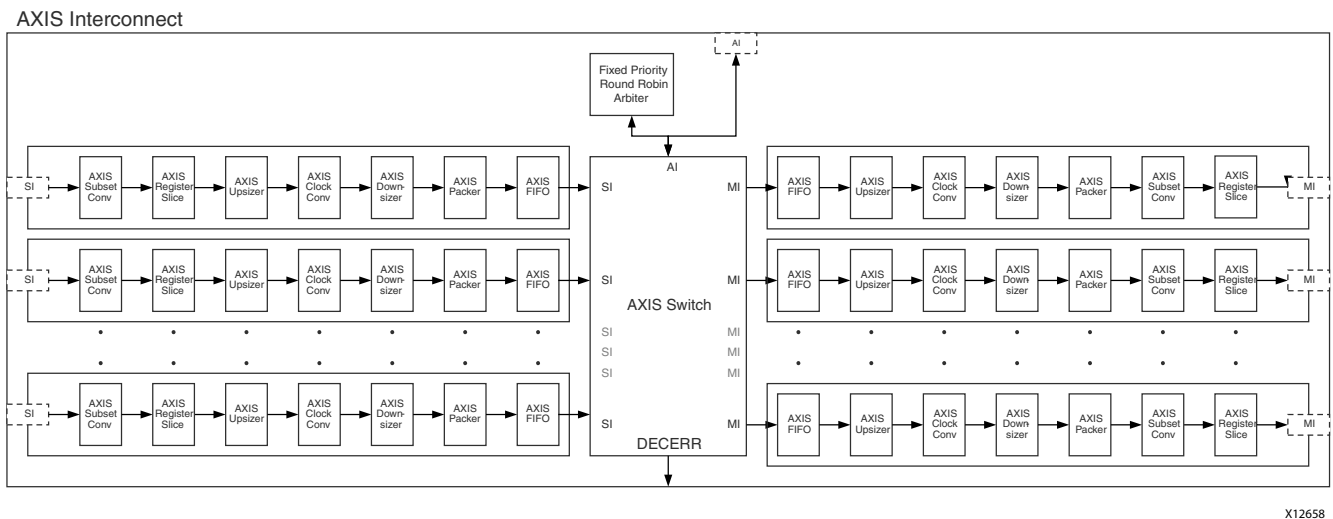 AXIS Interconnect
AI
Fixed Priority
Round Robin
Arbiter
AI
SI
AXIS
Subset
Conv
AXIS
Register
Slice
AXIS
Upsizer
AXIS
Clock
Conv
AXIS
Down-
sizer
AXIS
Packer
AXIS
FIFO
SI
MI
AXIS
FIFO
AXIS
Upsizer
AXIS
Clock
Conv
AXIS
Down-
sizer
AXIS
Packer
AXIS
Subset
Conv
AXIS
Register
Slice
MI
SI
AXIS
Subset
Conv
AXIS
Register
Slice
AXIS
Upsizer
AXIS
Clock
Conv
AXIS
Down-
sizer
AXIS
Packer
AXIS
FIFO
SI
MI
AXIS
FIFO
AXIS
Upsizer
AXIS
Clock
Conv
AXIS
Down-
sizer
AXIS
Packer
AXIS
Subset
Conv
AXIS
Register
Slice
MI
AXIS Switch
SI
MI
SI
MI
SI
MI
SI
AXIS
Subset
Conv
AXIS
Register
Slice
AXIS
Upsizer
AXIS
Clock
Conv
AXIS
Down-
sizer
AXIS
Packer
AXIS
FIFO
SI
MI
AXIS
FIFO
AXIS
Upsizer
AXIS
Clock
Conv
AXIS
Down-
sizer
AXIS
Packer
AXIS
Subset
Conv
AXIS
Register
Slice
MI
DECERR
X12658